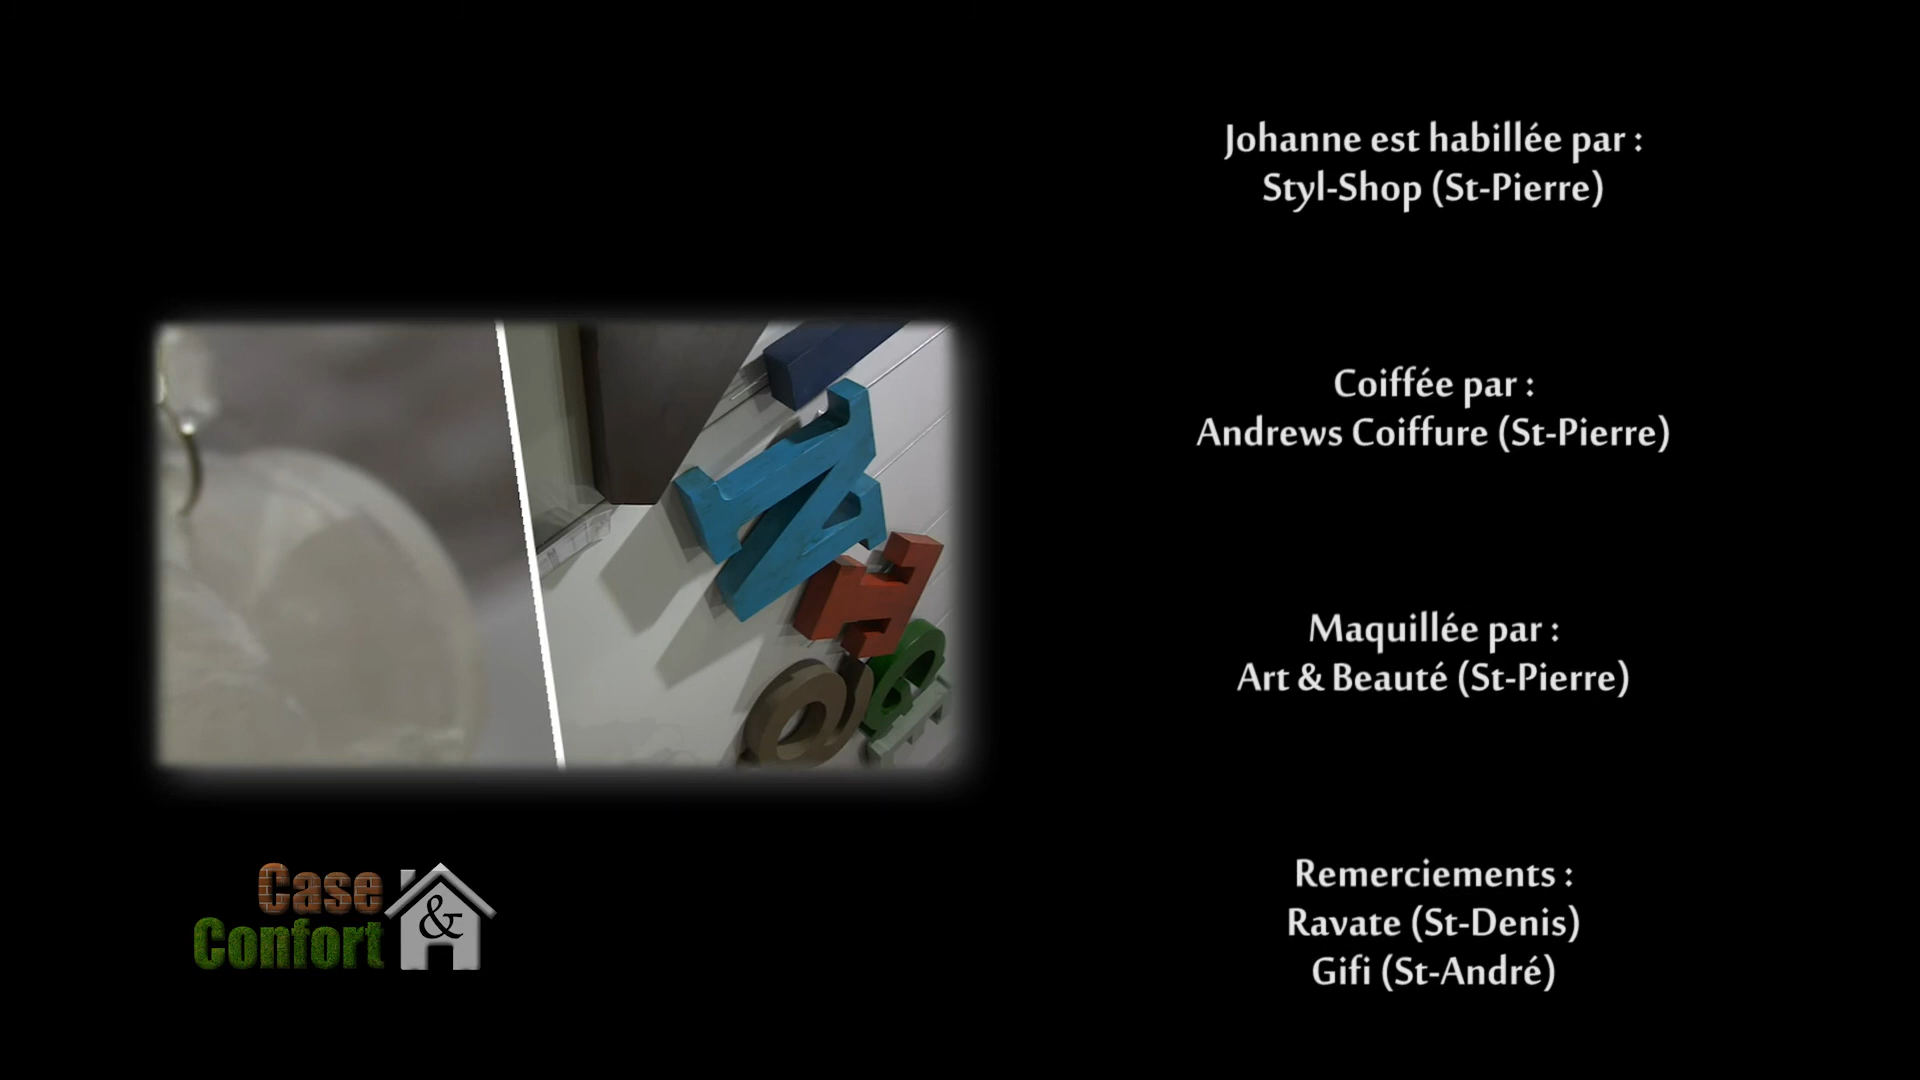 Johanne est habillée par :
Styl-Shop (St-Pierre)
Coiffée par :
Andrews Coiffure (St-Pierre)
Maquillée par :
Art & Beauté (St-Pierre)
Remerciements :
Ravate (St-Denis)
Gifi (St-André)
Case
&
Confort